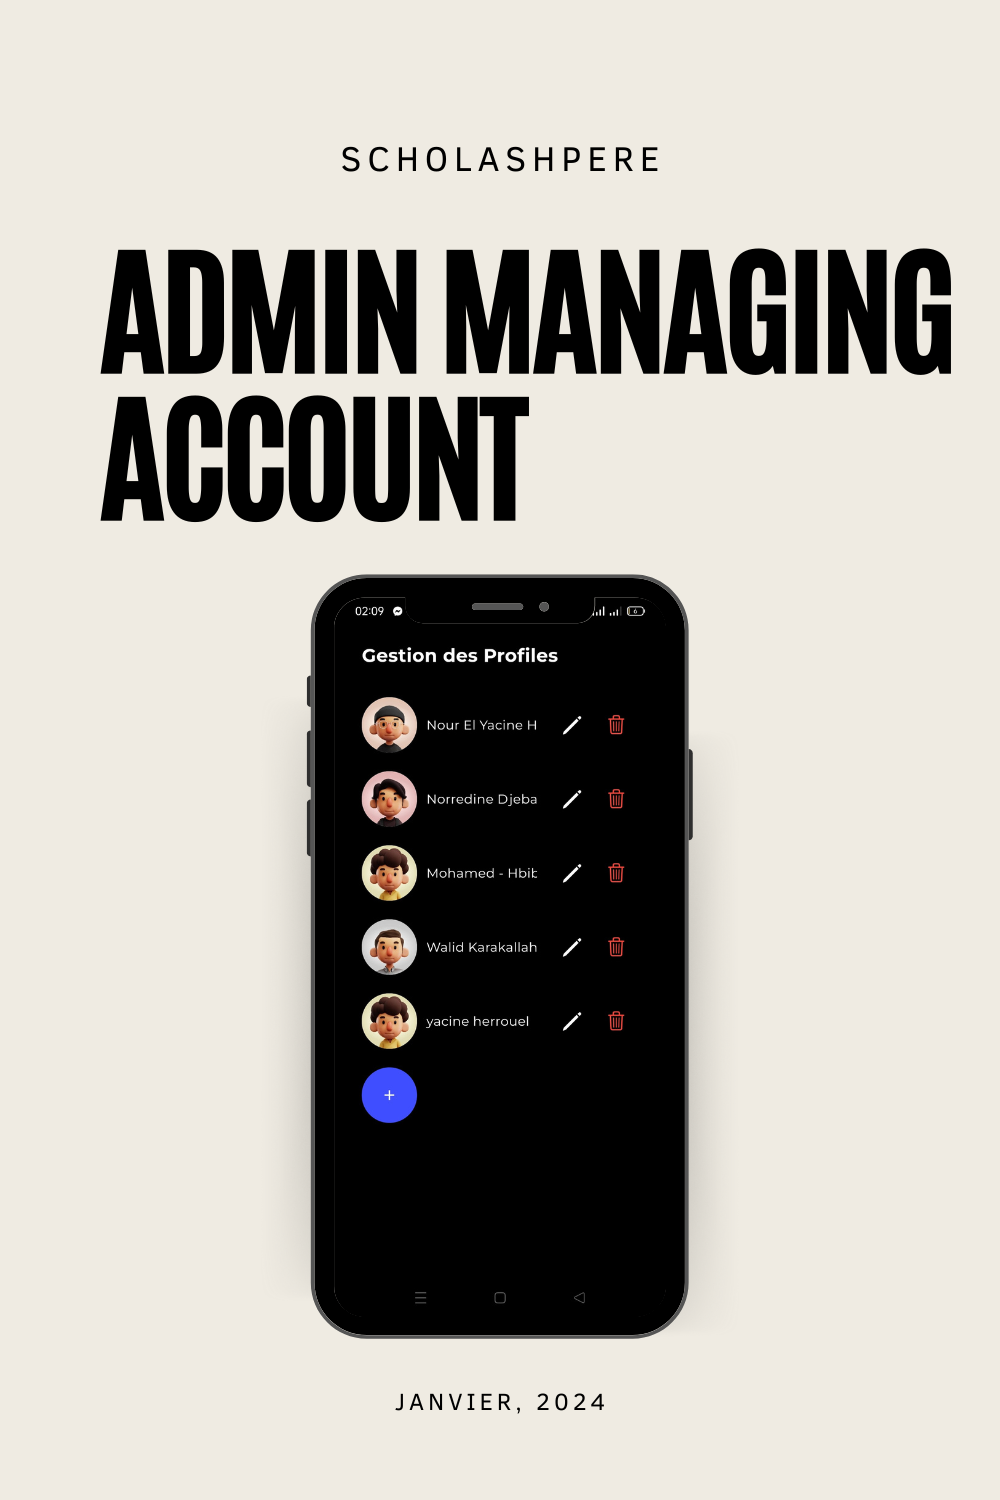 SCHOLASHPERE
ADMIN MANAGING
ACCOUNT
02:09
6
Gestion des Profiles
Nour El Yacine H
Norredine Djeba
Mohamed - Hbib
Walid Karakallah
yacine herrouel
+
JANVIER, 2024